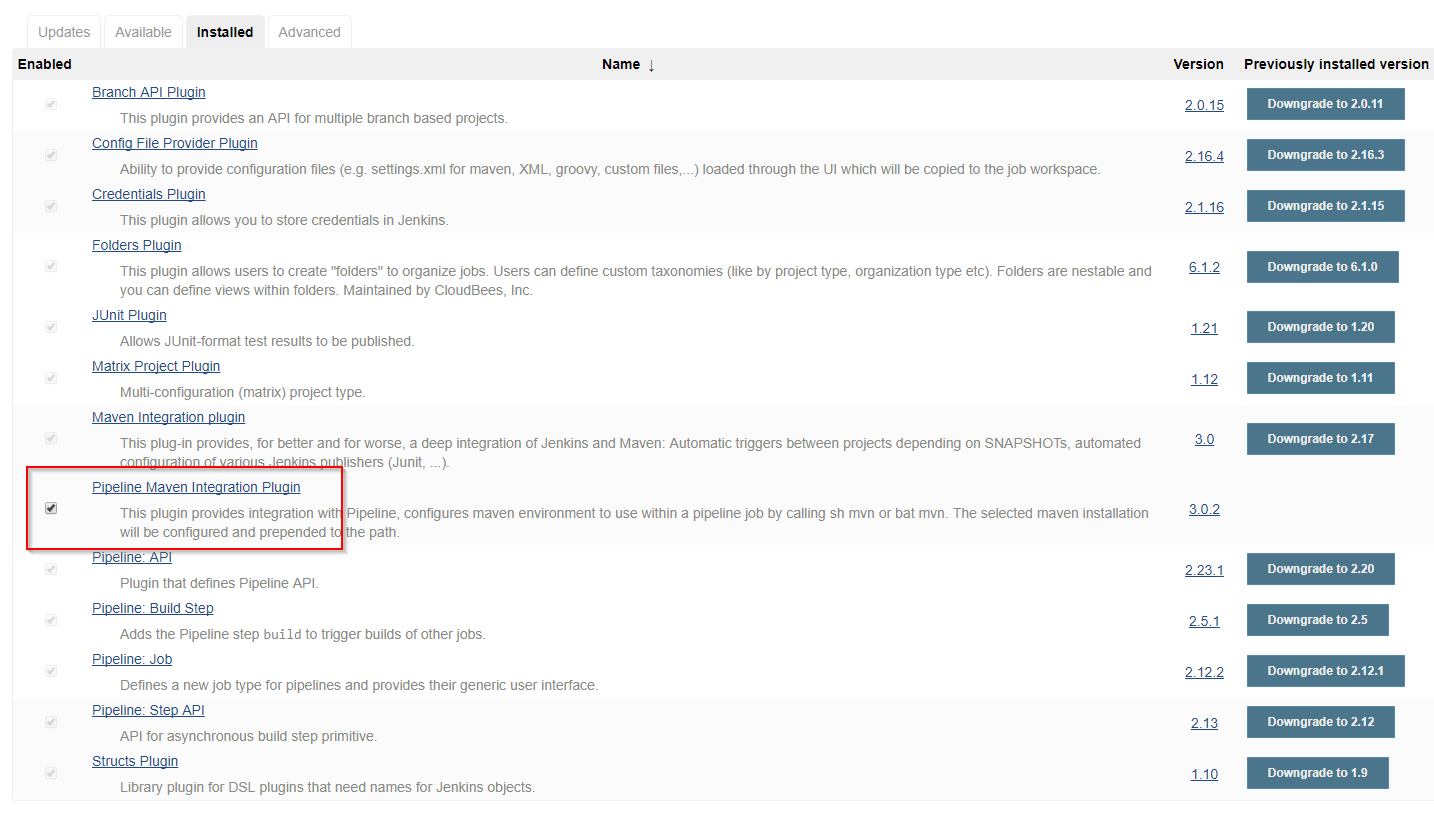 Updates Available Installed Advanced
Enabled Name ↓ Version Previously installed version
Branch API Plugin
This plugin provides an API for multiple branch based projects.
2.0.15 Downgrade to 2.0.11
Config File Provider Plugin
Ability to provide configuration files (e.g. settings.xml for maven, XML, groovy, custom files,...) loaded through the UI which will be copied to the job workspace.
2.16.4 Downgrade to 2.16.3
Credentials Plugin
This plugin allows you to store credentials in Jenkins.
2.1.16 Downgrade to 2.1.15
Folders Plugin
This plugin allows users to create "folders" to organize jobs. Users can define custom taxonomies (like by project type, organization type etc). Folders are nestable and
you can define views within folders. Maintained by CloudBees, Inc.
6.1.2 Downgrade to 6.1.0
JUnit Plugin
Allows JUnit-format test results to be published.
1.21 Downgrade to 1.20
Matrix Project Plugin
Multi-configuration (matrix) project type.
1.12 Downgrade to 1.11
Maven Integration plugin
This plug-in provides, for better and for worse, a deep integration of Jenkins and Maven: Automatic triggers between projects depending on SNAPSHOTs, automated
configuration of various Jenkins publishers (Junit, ...).
3.0 Downgrade to 2.17
Pipeline Maven Integration Plugin
This plugin provides integration with Pipeline, configures maven environment to use within a pipeline job by calling sh mvn or bat mvn. The selected maven installation
will be configured and prepended to the path.
3.0.2
Pipeline: API
Plugin that defines Pipeline API.
2.23.1 Downgrade to 2.20
Pipeline: Build Step
Adds the Pipeline step build to trigger builds of other jobs.
2.5.1 Downgrade to 2.5
Pipeline: Job
Defines a new job type for pipelines and provides their generic user interface.
2.12.2 Downgrade to 2.12.1
Pipeline: Step API
API for asynchronous build step primitive.
2.13 Downgrade to 2.12
Structs Plugin
Library plugin for DSL plugins that need names for Jenkins objects.
1.10 Downgrade to 1.9